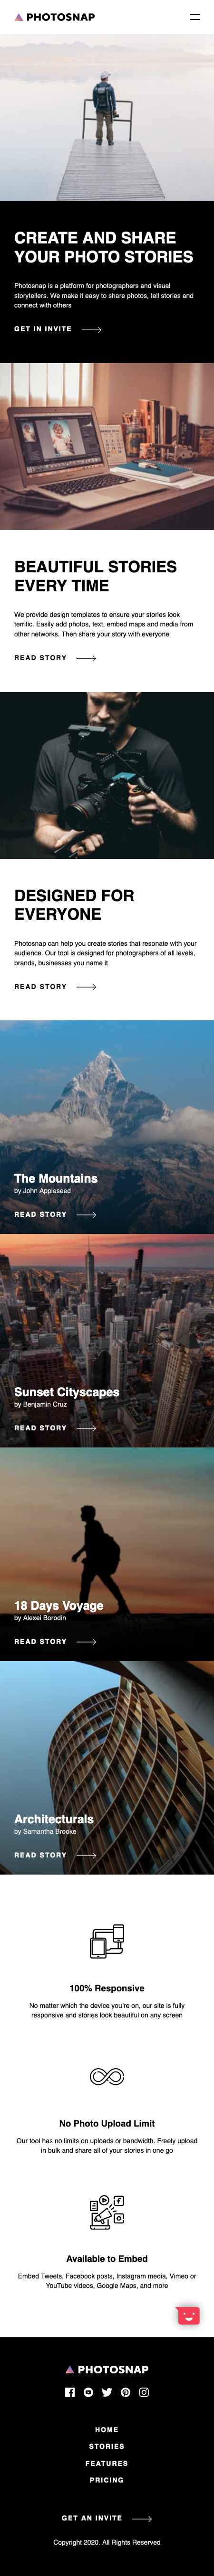 PHOTOSNAP
CREATE AND SHARE
YOUR PHOTO STORIES
Photosnap is a platform for photographers and visual
storytellers. We make it easy to share photos, tell stories and
connect with others
GET IN INVITE
BEAUTIFUL STORIES
EVERY TIME
We provide design templates to ensure your stories look
terrific. Easily add photos, text, embed maps and media from
other networks. Then share your story with everyone
READ STORY
DESIGNED FOR
EVERYONE
Photosnap can help you create stories that resonate with your
audience. Our tool is designed for photographers of all levels,
brands, businesses you name it
READ STORY
The Mountains
by John Appleseed
READ STORY
Sunset Cityscapes
by Benjamin Cruz
READ STORY
18 Days Voyage
by Alexei Borodin
READ STORY
Architecturals
by Samantha Brooke
READ STORY
100% Responsive
No matter which the device you're on, our site is fully
responsive and stories look beautiful on any screen
No Photo Upload Limit
Our tool has no limits on uploads or bandwidth. Freely upload
in bulk and share all of your stories in one go
Available to Embed
Embed Tweets, Facebook posts, Instagram media, Vimeo or
YouTube videos, Google Maps, and more
PHOTOSNAP
HOME
STORIES
FEATURES
PRICING
GET AN INVITE
Copyright 2020. All Rights Reserved